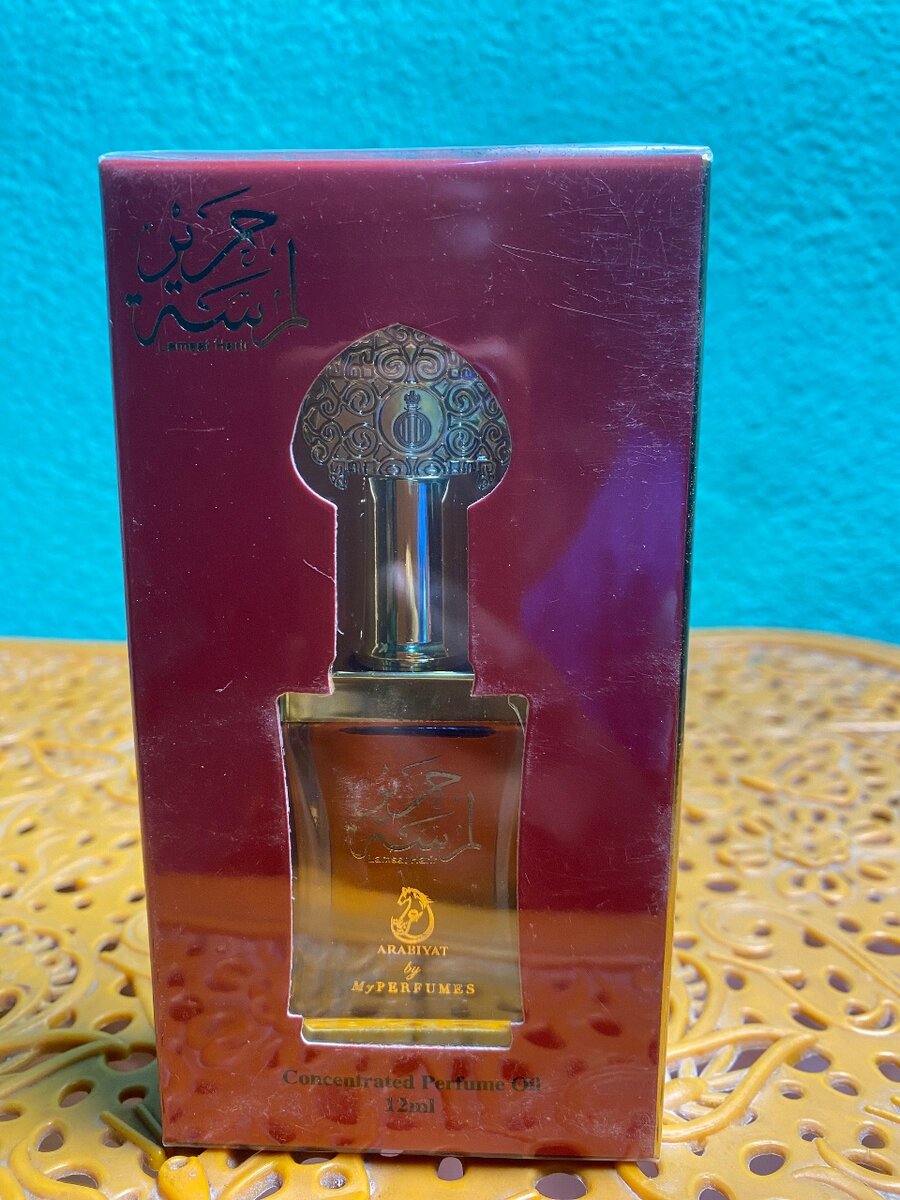 لمسة حرير
Lamsat Harir
لمسة حرير
Lamsat Harir
ARABIYAT
by
MyPERFUMES
Concentrated Perfume Oil
12ml